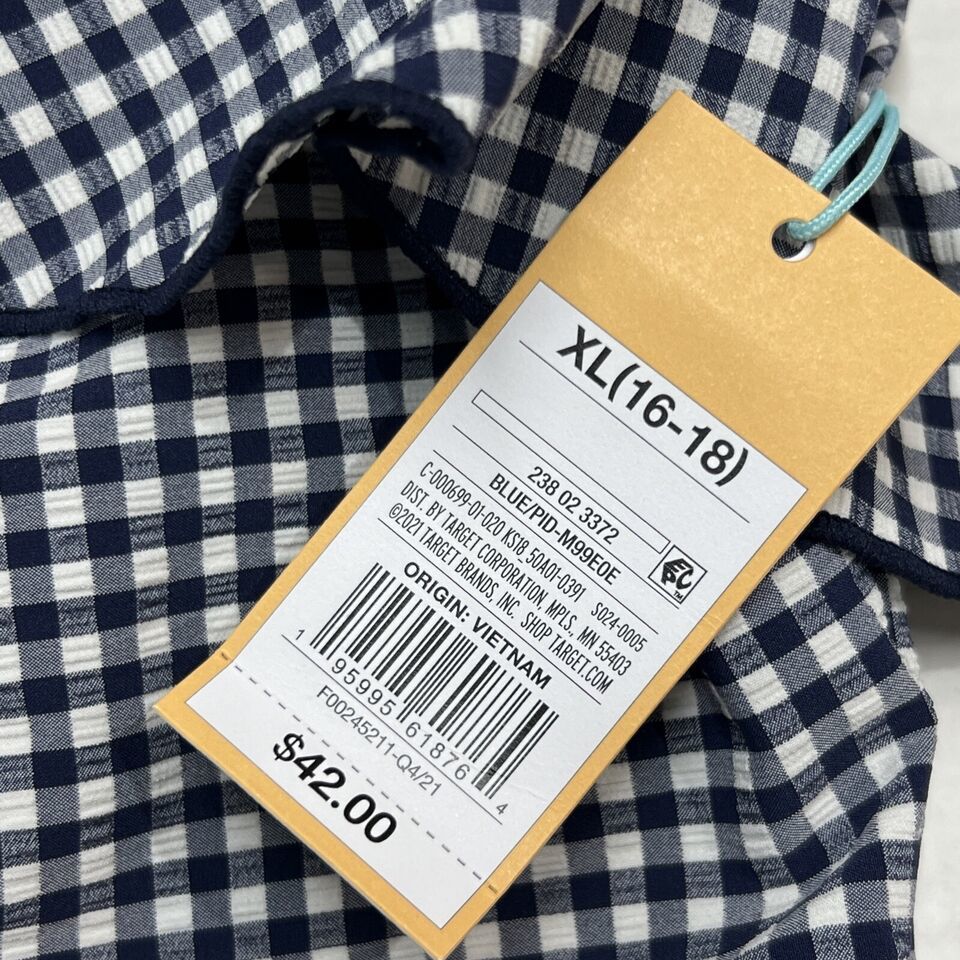 XL(16-18)
238 02 3372
BLUE/PID-M99E0E
C-000699-01-020 KS18 50A01-0391 S024-0005
DIST. BY TARGET CORPORATION, MPLS., MN 55403
©2021 TARGET BRANDS, INC. SHOP TARGET.COM
ORIGIN: VIETNAM
1 95995 61876 4
F00245211-Q4/21
$42.00